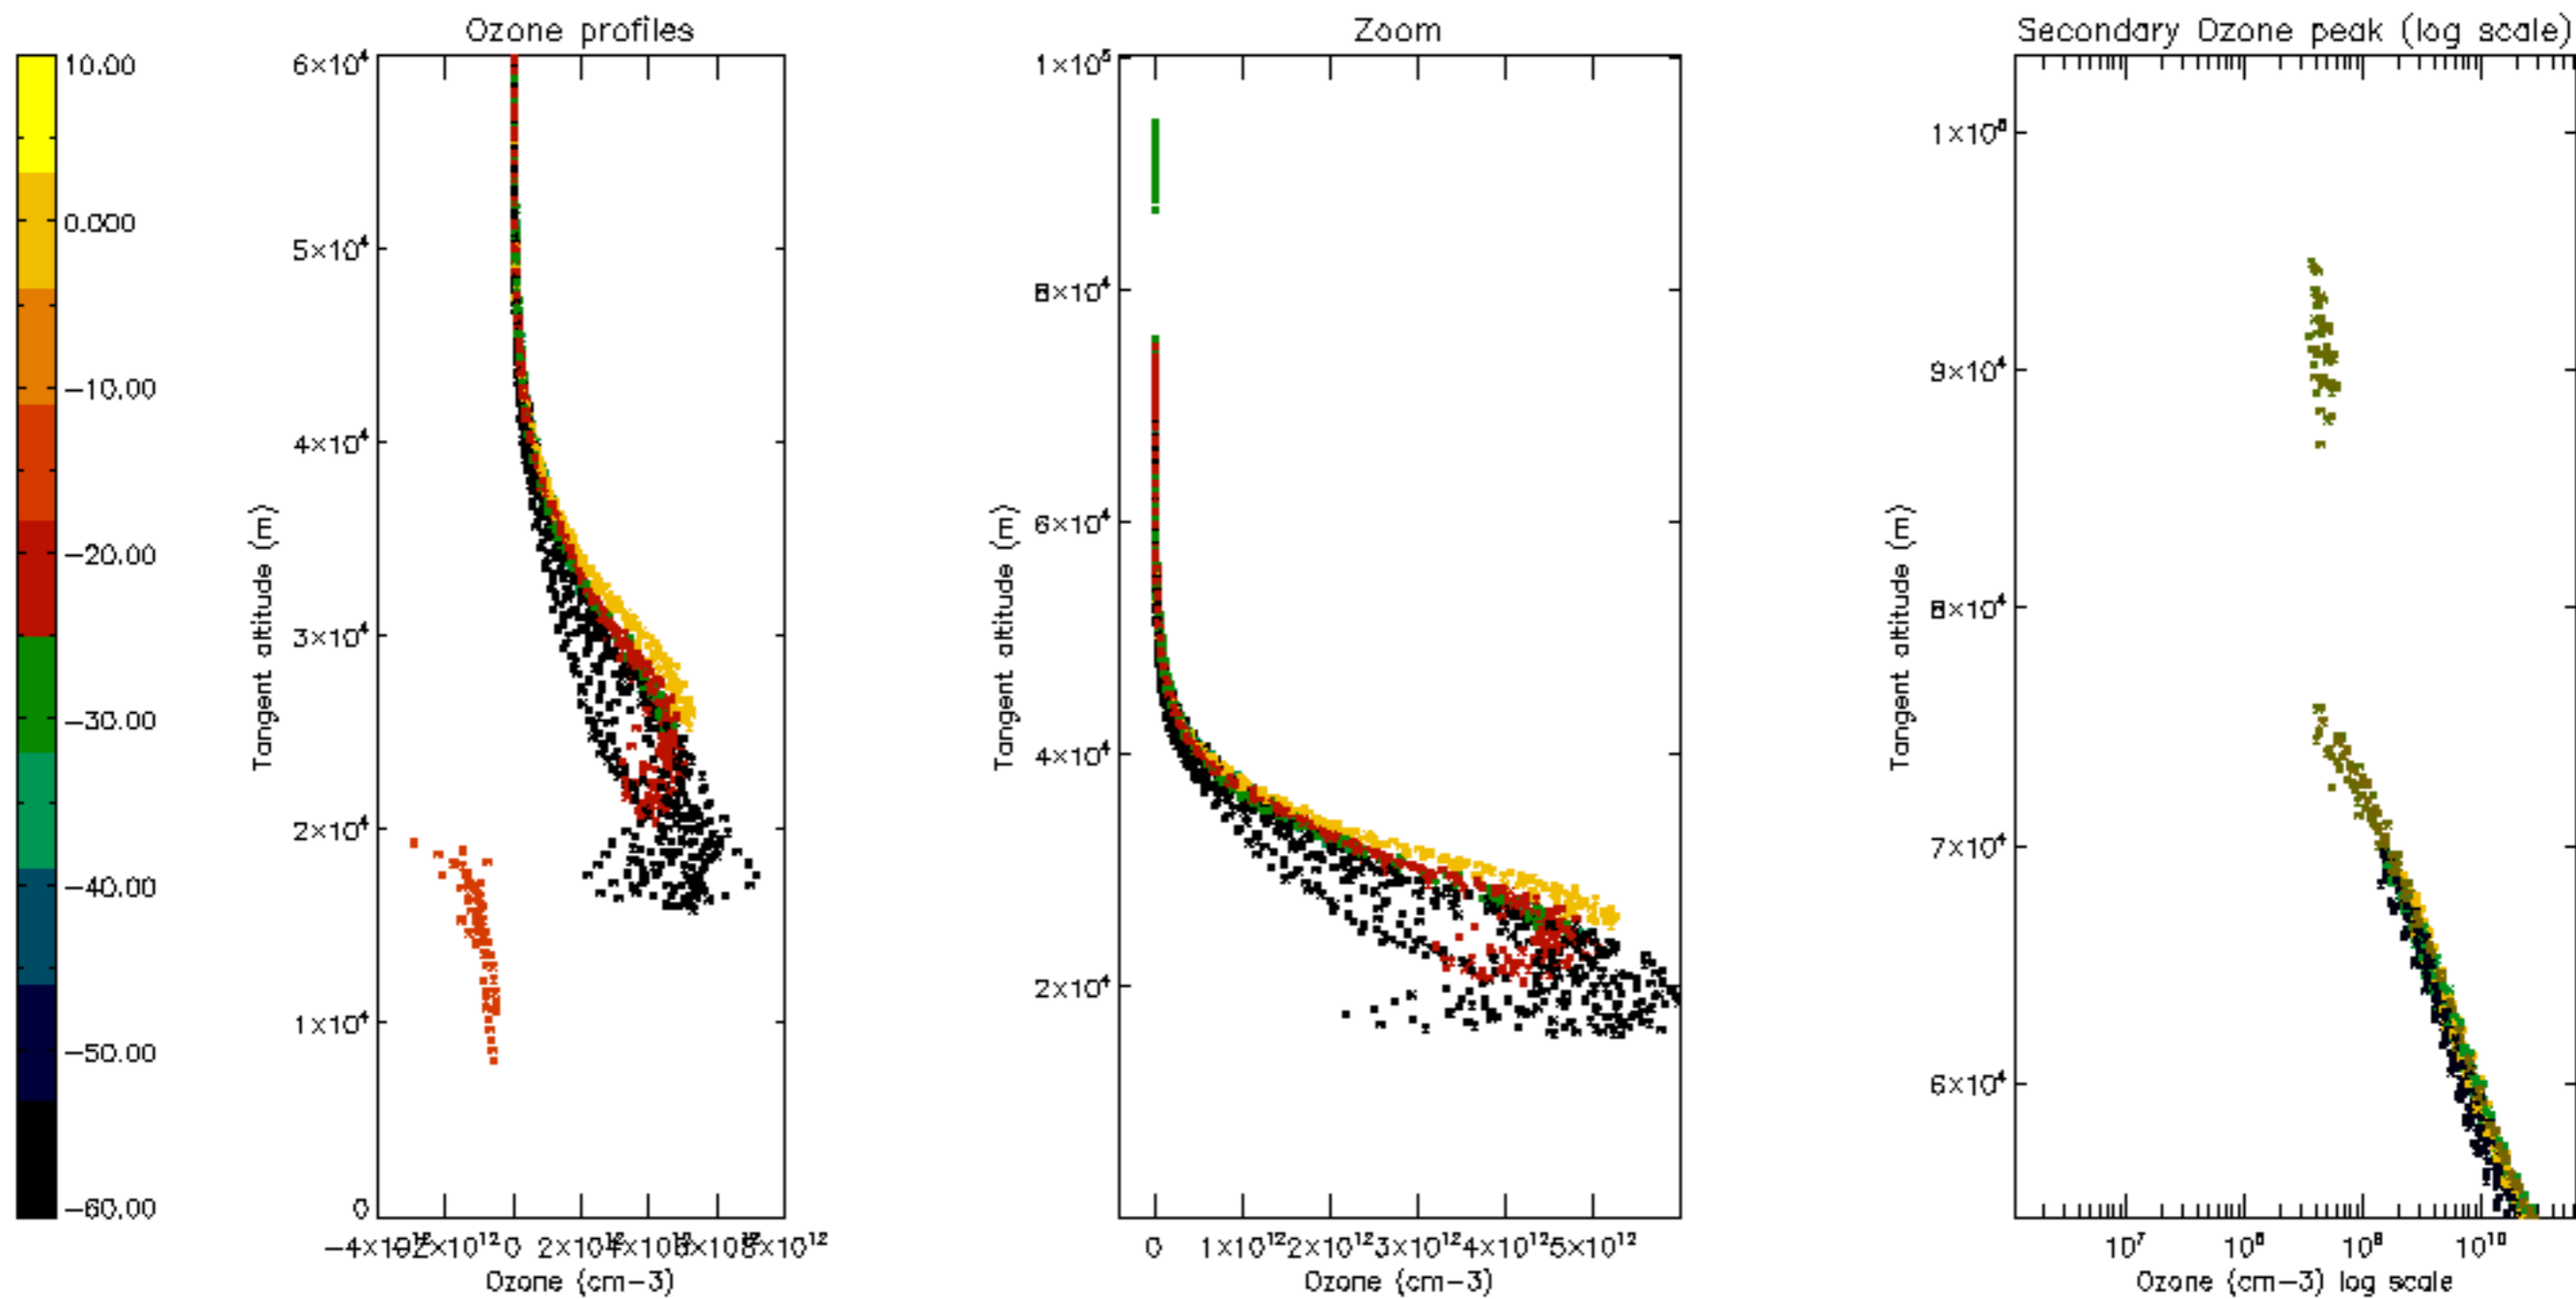 Ozone profiles
Zoom
Secondary Ozone peak (log scale)
10.00
0.000
−10.00
−20.00
−30.00
−40.00
−50.00
−60.00
Tangent altitude (m)
6×10⁴
5×10⁴
4×10⁴
3×10⁴
2×10⁴
1×10⁴
0
0
Ozone (cm−3)
Tangent altitude (m)
1×10⁵
8×10⁴
6×10⁴
4×10⁴
2×10⁴
0 1×10¹² 2×10¹² 3×10¹² 4×10¹² 5×10¹²
Ozone (cm−3)
Tangent altitude (m)
9×10⁴
8×10⁴
7×10⁴
6×10⁴
10⁷ 10⁸ 10⁹ 10¹⁰
Ozone (cm−3) log scale